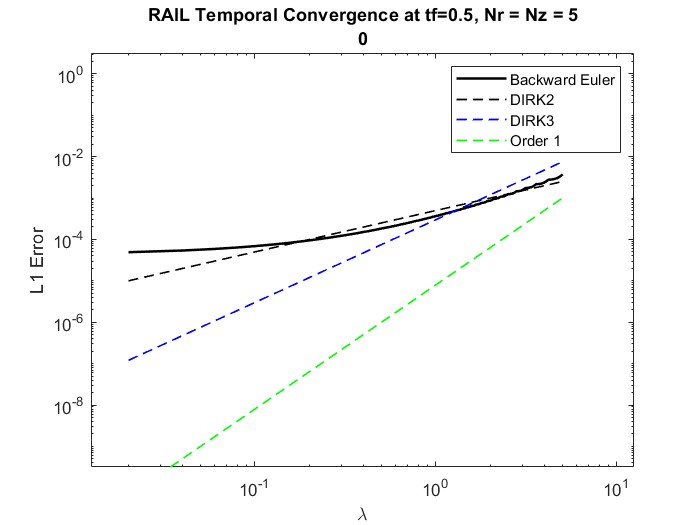 RAIL Temporal Convergence at tf=0.5, Nr = Nz = 5
0
10^0
10^-2
10^-4
10^-6
10^-8
L1 Error
Backward Euler
DIRK2
DIRK3
Order 1
10^-1
10^0
10^1
λ